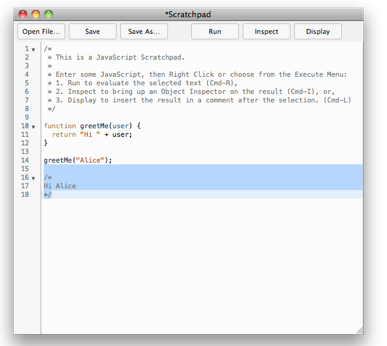 *Scratchpad
Open File... Save Save As... Run Inspect Display
1 /*
2  * This is a JavaScript Scratchpad.
3  *
4  * Enter some JavaScript, then Right Click or choose from the Execute Menu:
5  * 1. Run to evaluate the selected text (Cmd-R),
6  * 2. Inspect to bring up an Object Inspector on the result (Cmd-I), or,
7  * 3. Display to insert the result in a comment after the selection. (Cmd-L)
8  */
9
10 function greetMe(user) {
11   return "Hi " + user;
12 }
13
14 greetMe("Alice");
15
16 /*
17 Hi Alice
18 */